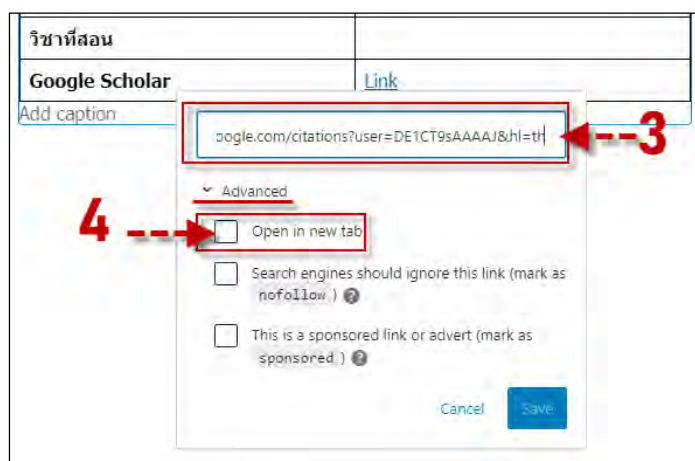 วิชาที่สอน
Google Scholar Link
Add caption
oogle.com/citations?user=DE1CT9sAAAAJ&hl=th
3
Advanced
4
Open in new tab
Search engines should ignore this link (mark as
nofollow ) ?
This is a sponsored link or advert (mark as
sponsored ) ?
Cancel Save